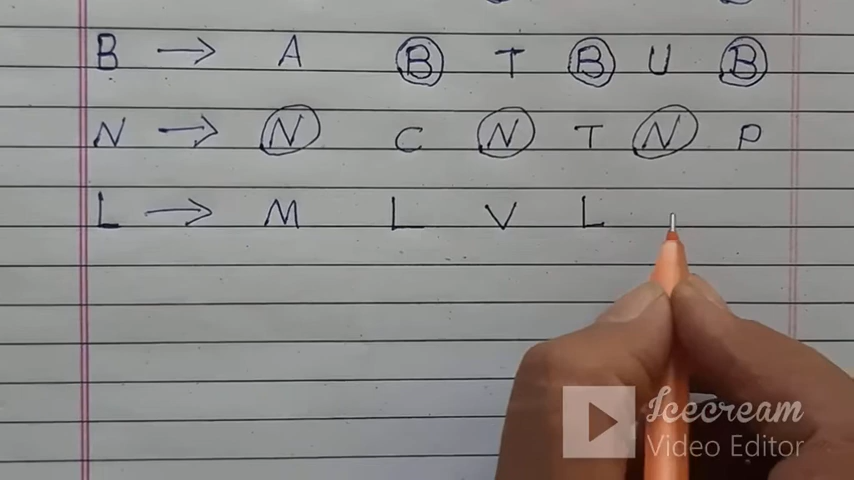 B → A B T B U B
N → N C N T N P
L → M L V L
Icecream
Video Editor